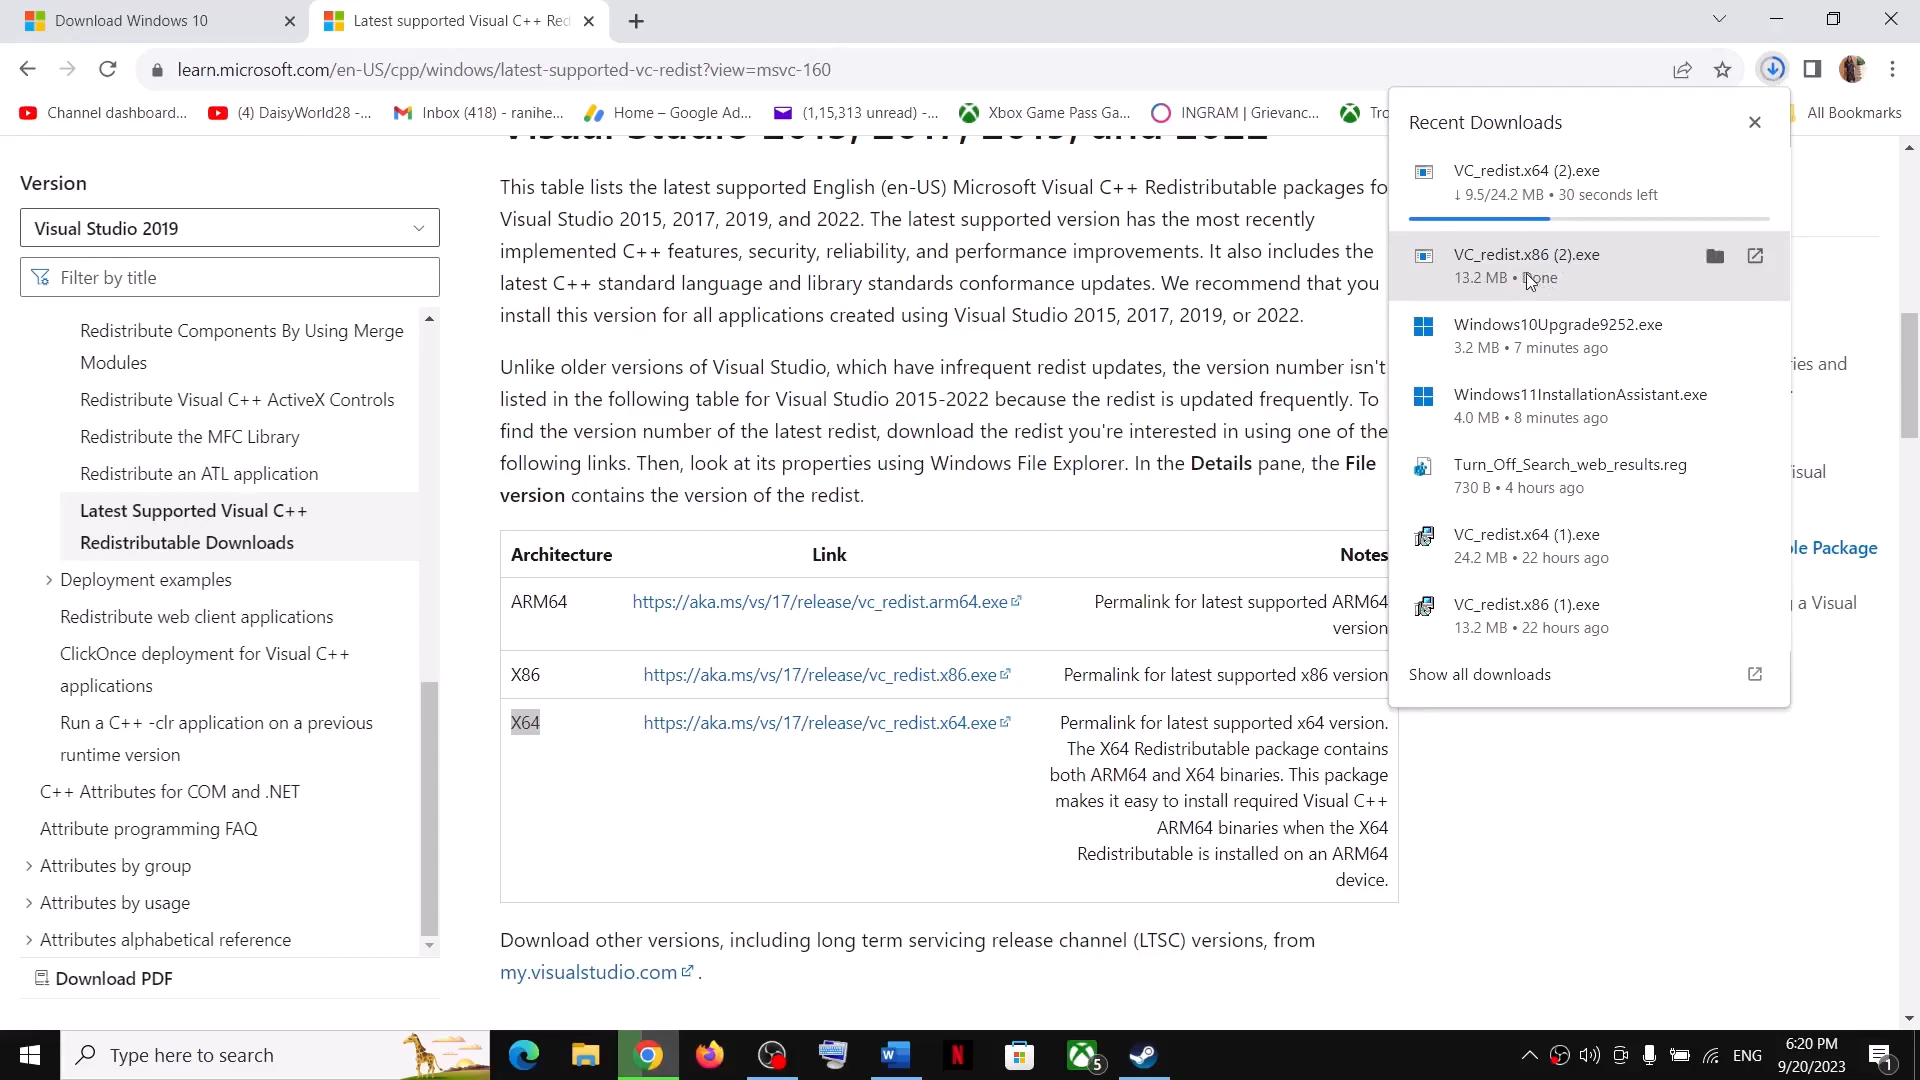 Download Windows 10
Latest supported Visual C++ Red
learn.microsoft.com/en-US/cpp/windows/latest-supported-vc-redist?view=msvc-160
Channel dashboard...
(4) DaisyWorld28 -...
Inbox (418) - ranihe...
Home – Google Ad...
(1,15,313 unread) -...
Xbox Game Pass Ga...
INGRAM | Grievanc...
Tro
All Bookmarks
Visual Studio 2015, 2017, 2019, and 2022
Version
Visual Studio 2019
Filter by title
Redistribute Components By Using Merge
Modules
Redistribute Visual C++ ActiveX Controls
Redistribute the MFC Library
Redistribute an ATL application
Latest Supported Visual C++
Redistributable Downloads
Deployment examples
Redistribute web client applications
ClickOnce deployment for Visual C++
applications
Run a C++ -clr application on a previous
runtime version
C++ Attributes for COM and .NET
Attribute programming FAQ
Attributes by group
Attributes by usage
Attributes alphabetical reference
Download PDF
This table lists the latest supported English (en-US) Microsoft Visual C++ Redistributable packages fo
Visual Studio 2015, 2017, 2019, and 2022. The latest supported version has the most recently
implemented C++ features, security, reliability, and performance improvements. It also includes the
latest C++ standard language and library standards conformance updates. We recommend that you
install this version for all applications created using Visual Studio 2015, 2017, 2019, or 2022.
Unlike older versions of Visual Studio, which have infrequent redist updates, the version number isn't
listed in the following table for Visual Studio 2015-2022 because the redist is updated frequently. To
find the version number of the latest redist, download the redist you're interested in using one of the
following links. Then, look at its properties using Windows File Explorer. In the Details pane, the File
version contains the version of the redist.
Architecture Link Notes
ARM64 https://aka.ms/vs/17/release/vc_redist.arm64.exe Permalink for latest supported ARM64
version
X86 https://aka.ms/vs/17/release/vc_redist.x86.exe Permalink for latest supported x86 version
X64 https://aka.ms/vs/17/release/vc_redist.x64.exe Permalink for latest supported x64 version.
The X64 Redistributable package contains
both ARM64 and X64 binaries. This package
makes it easy to install required Visual C++
ARM64 binaries when the X64
Redistributable is installed on an ARM64
device.
Download other versions, including long term servicing release channel (LTSC) versions, from
my.visualstudio.com .
Recent Downloads
VC_redist.x64 (2).exe
↓ 9.5/24.2 MB • 30 seconds left
VC_redist.x86 (2).exe
13.2 MB • Done
Windows10Upgrade9252.exe
3.2 MB • 7 minutes ago
Windows11InstallationAssistant.exe
4.0 MB • 8 minutes ago
Turn_Off_Search_web_results.reg
730 B • 4 hours ago
VC_redist.x64 (1).exe
24.2 MB • 22 hours ago
VC_redist.x86 (1).exe
13.2 MB • 22 hours ago
Show all downloads
ries and
isual
ble Package
g a Visual
Type here to search
5
ENG
6:20 PM
9/20/2023
1